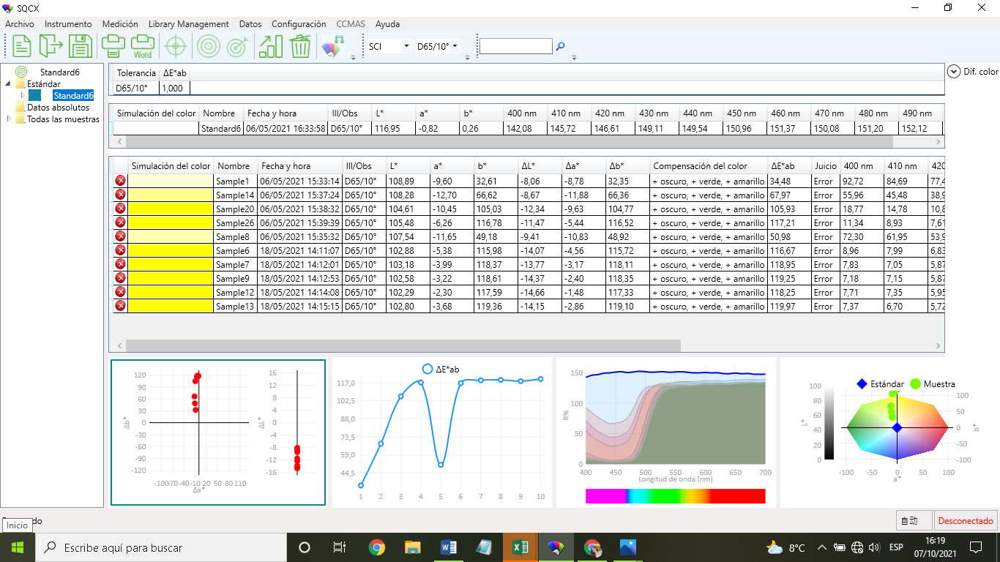 SQCX
Archivo Instrumento Medición Library Management Datos Configuración CCMAS Ayuda
Word SCI D65/10°
Standard6
Estándar
Standard6
Datos absolutos
Todas las muestras
Tolerancia ΔE*ab
D65/10° 1,000
Dif. color
Simulación del color Nombre Fecha y hora Ill/Obs L* a* b* 400 nm 410 nm 420 nm 430 nm 440 nm 450 nm 460 nm 470 nm 480 nm 490 nm
Standard6 06/05/2021 16:33:58 D65/10° 116,95 -0,82 0,26 142,08 145,72 146,61 149,11 149,54 150,96 151,37 150,08 151,20 152,12
Simulación del color Nombre Fecha y hora Ill/Obs L* a* b* ΔL* Δa* Δb* Compensación del color ΔE*ab Juicio 400 nm 410 nm 420
Sample1 06/05/2021 15:33:14 D65/10° 108,89 -9,60 32,61 -8,06 -8,78 32,35 + oscuro, + verde, + amarillo 34,48 Error 92,72 84,69 77,4
Sample14 06/05/2021 15:37:24 D65/10° 108,28 -12,70 66,62 -8,67 -11,88 66,36 + oscuro, + verde, + amarillo 67,97 Error 55,96 45,48 38,9
Sample20 06/05/2021 15:38:32 D65/10° 104,61 -10,45 105,03 -12,34 -9,63 104,77 + oscuro, + verde, + amarillo 105,93 Error 18,77 14,78 10,8
Sample26 06/05/2021 15:39:39 D65/10° 105,48 -6,26 116,78 -11,47 -5,44 116,52 + oscuro, + verde, + amarillo 117,21 Error 11,34 8,93 7,61
Sample8 06/05/2021 15:35:32 D65/10° 107,54 -11,65 49,18 -9,41 -10,83 48,92 + oscuro, + verde, + amarillo 50,98 Error 72,30 61,95 53,9
Sample6 18/05/2021 14:11:07 D65/10° 102,88 -5,38 115,98 -14,07 -4,56 115,72 + oscuro, + verde, + amarillo 116,67 Error 8,96 7,99 6,83
Sample7 18/05/2021 14:12:01 D65/10° 103,18 -3,99 118,37 -13,77 -3,17 118,11 + oscuro, + verde, + amarillo 118,95 Error 7,83 7,05 5,87
Sample9 18/05/2021 14:12:53 D65/10° 102,58 -3,22 118,61 -14,37 -2,40 118,35 + oscuro, + verde, + amarillo 119,25 Error 7,18 7,15 5,87
Sample12 18/05/2021 14:14:08 D65/10° 102,29 -2,30 117,59 -14,66 -1,48 117,33 + oscuro, + verde, + amarillo 118,25 Error 7,71 7,35 5,95
Sample13 18/05/2021 14:15:15 D65/10° 102,80 -3,68 119,36 -14,15 -2,86 119,10 + oscuro, + verde, + amarillo 119,97 Error 7,37 6,70 5,72
120
90
60
30
0
-30
-60
-90
-120
Δb*
-100 -70 -40 -10 20 50 80 110
Δa*
16
12
8
4
0
-4
-8
-12
-16
ΔL*
ΔE*ab
117,0
102,5
88,0
73,5
59,0
44,5
1 2 3 4 5 6 7 8 9 10
150
100
50
0
R%
400 450 500 550 600 650 700
Longitud de onda (nm)
Estándar Muestra
100
80
60
40
20
0
L*
100
50
0
-50
-100
b*
-100 -50 0 50 100
a*
do
自动 Desconectado
Inicio
Escribe aquí para buscar
8°C ESP 16:19
07/10/2021